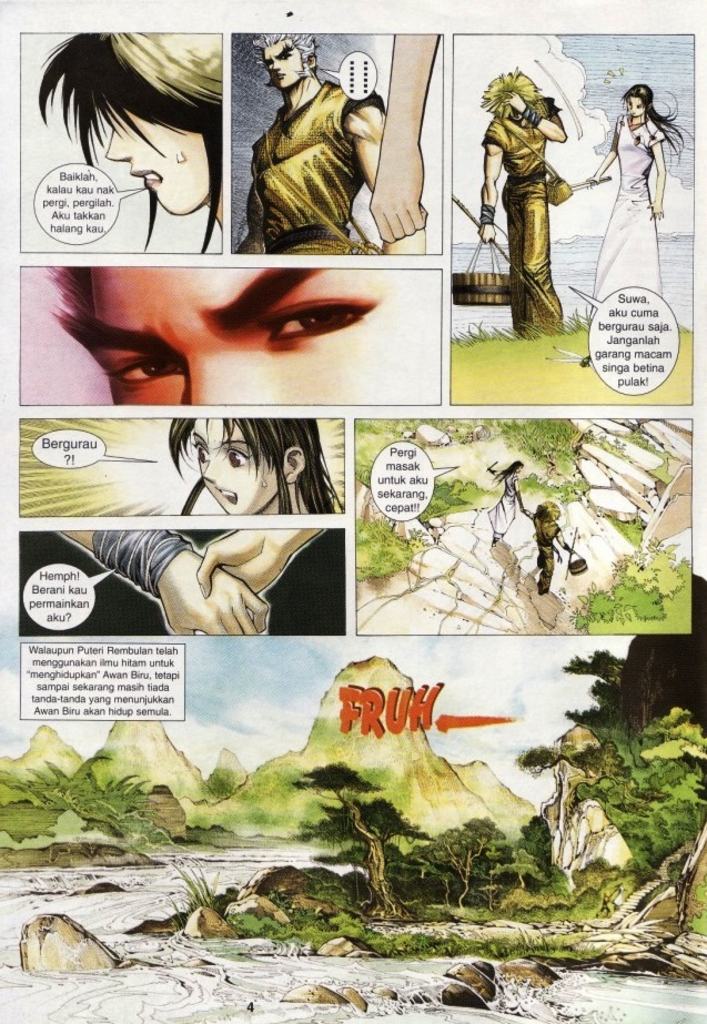 Baiklah,
kalau kau nak
pergi, pergilah.
Aku takkan
halang kau.
Suwa,
aku cuma
bergurau saja.
Janganlah
garang macam
singa betina
pulak!
Bergurau
?!
Hemph!
Berani kau
permainkan
aku?
Pergi
masak
untuk aku
sekarang,
cepat!!
Walaupun Puteri Rembulan telah
menggunakan ilmu hitam untuk
"menghidupkan" Awan Biru, tetapi
sampai sekarang masih tiada
tanda-tanda yang menunjukkan
Awan Biru akan hidup semula.
FRUH
4